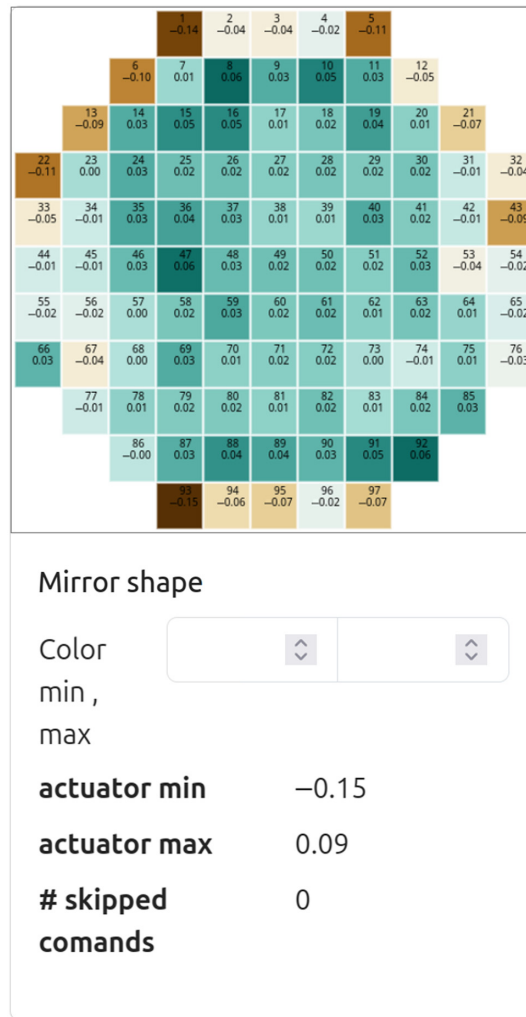 1 2 3 4 5
−0.14 −0.04 −0.04 −0.02 −0.11
6 7 8 9 10 11 12
−0.10 0.01 0.06 0.03 0.05 0.03 −0.05
13 14 15 16 17 18 19 20 21
−0.09 0.03 0.05 0.05 0.01 0.02 0.04 0.01 −0.07
22 23 24 25 26 27 28 29 30 31 32
−0.11 0.00 0.03 0.02 0.02 0.02 0.02 0.02 0.02 −0.01 −0.04
33 34 35 36 37 38 39 40 41 42 43
−0.05 −0.01 0.03 0.04 0.03 0.01 0.01 0.03 0.02 −0.01 −0.09
44 45 46 47 48 49 50 51 52 53 54
−0.01 −0.01 0.03 0.06 0.03 0.02 0.02 0.02 0.03 −0.04 −0.02
55 56 57 58 59 60 61 62 63 64 65
−0.02 −0.02 0.00 0.02 0.03 0.02 0.02 0.01 0.02 0.01 −0.02
66 67 68 69 70 71 72 73 74 75 76
0.03 −0.04 0.00 0.03 0.01 0.02 0.02 0.00 −0.01 0.01 −0.03
77 78 79 80 81 82 83 84 85
−0.01 0.01 0.02 0.02 0.01 0.02 0.01 0.02 0.03
86 87 88 89 90 91 92
−0.00 0.03 0.04 0.04 0.03 0.05 0.06
93 94 95 96 97
−0.15 −0.06 −0.07 −0.02 −0.07
Mirror shape
Color
min ,
max
actuator min −0.15
actuator max 0.09
# skipped 0
comands